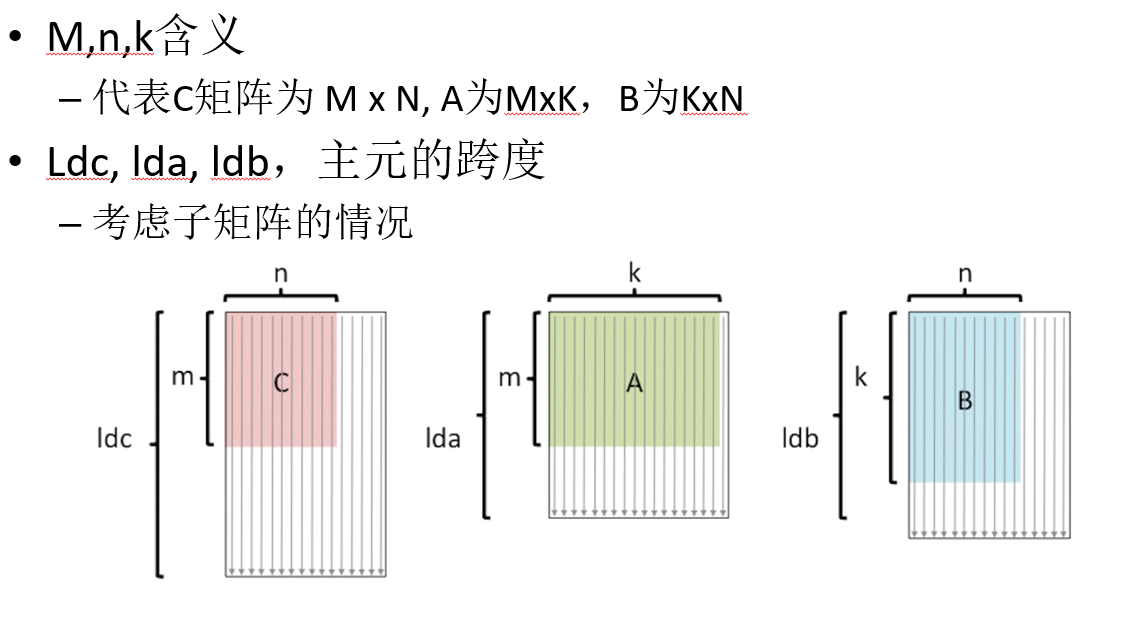 • M,n,k含义
– 代表C矩阵为 M x N, A为MxK，B为KxN
• Ldc, lda, ldb，主元的跨度
– 考虑子矩阵的情况
n
k
n
m
C
m
A
k
B
ldc
lda
ldb